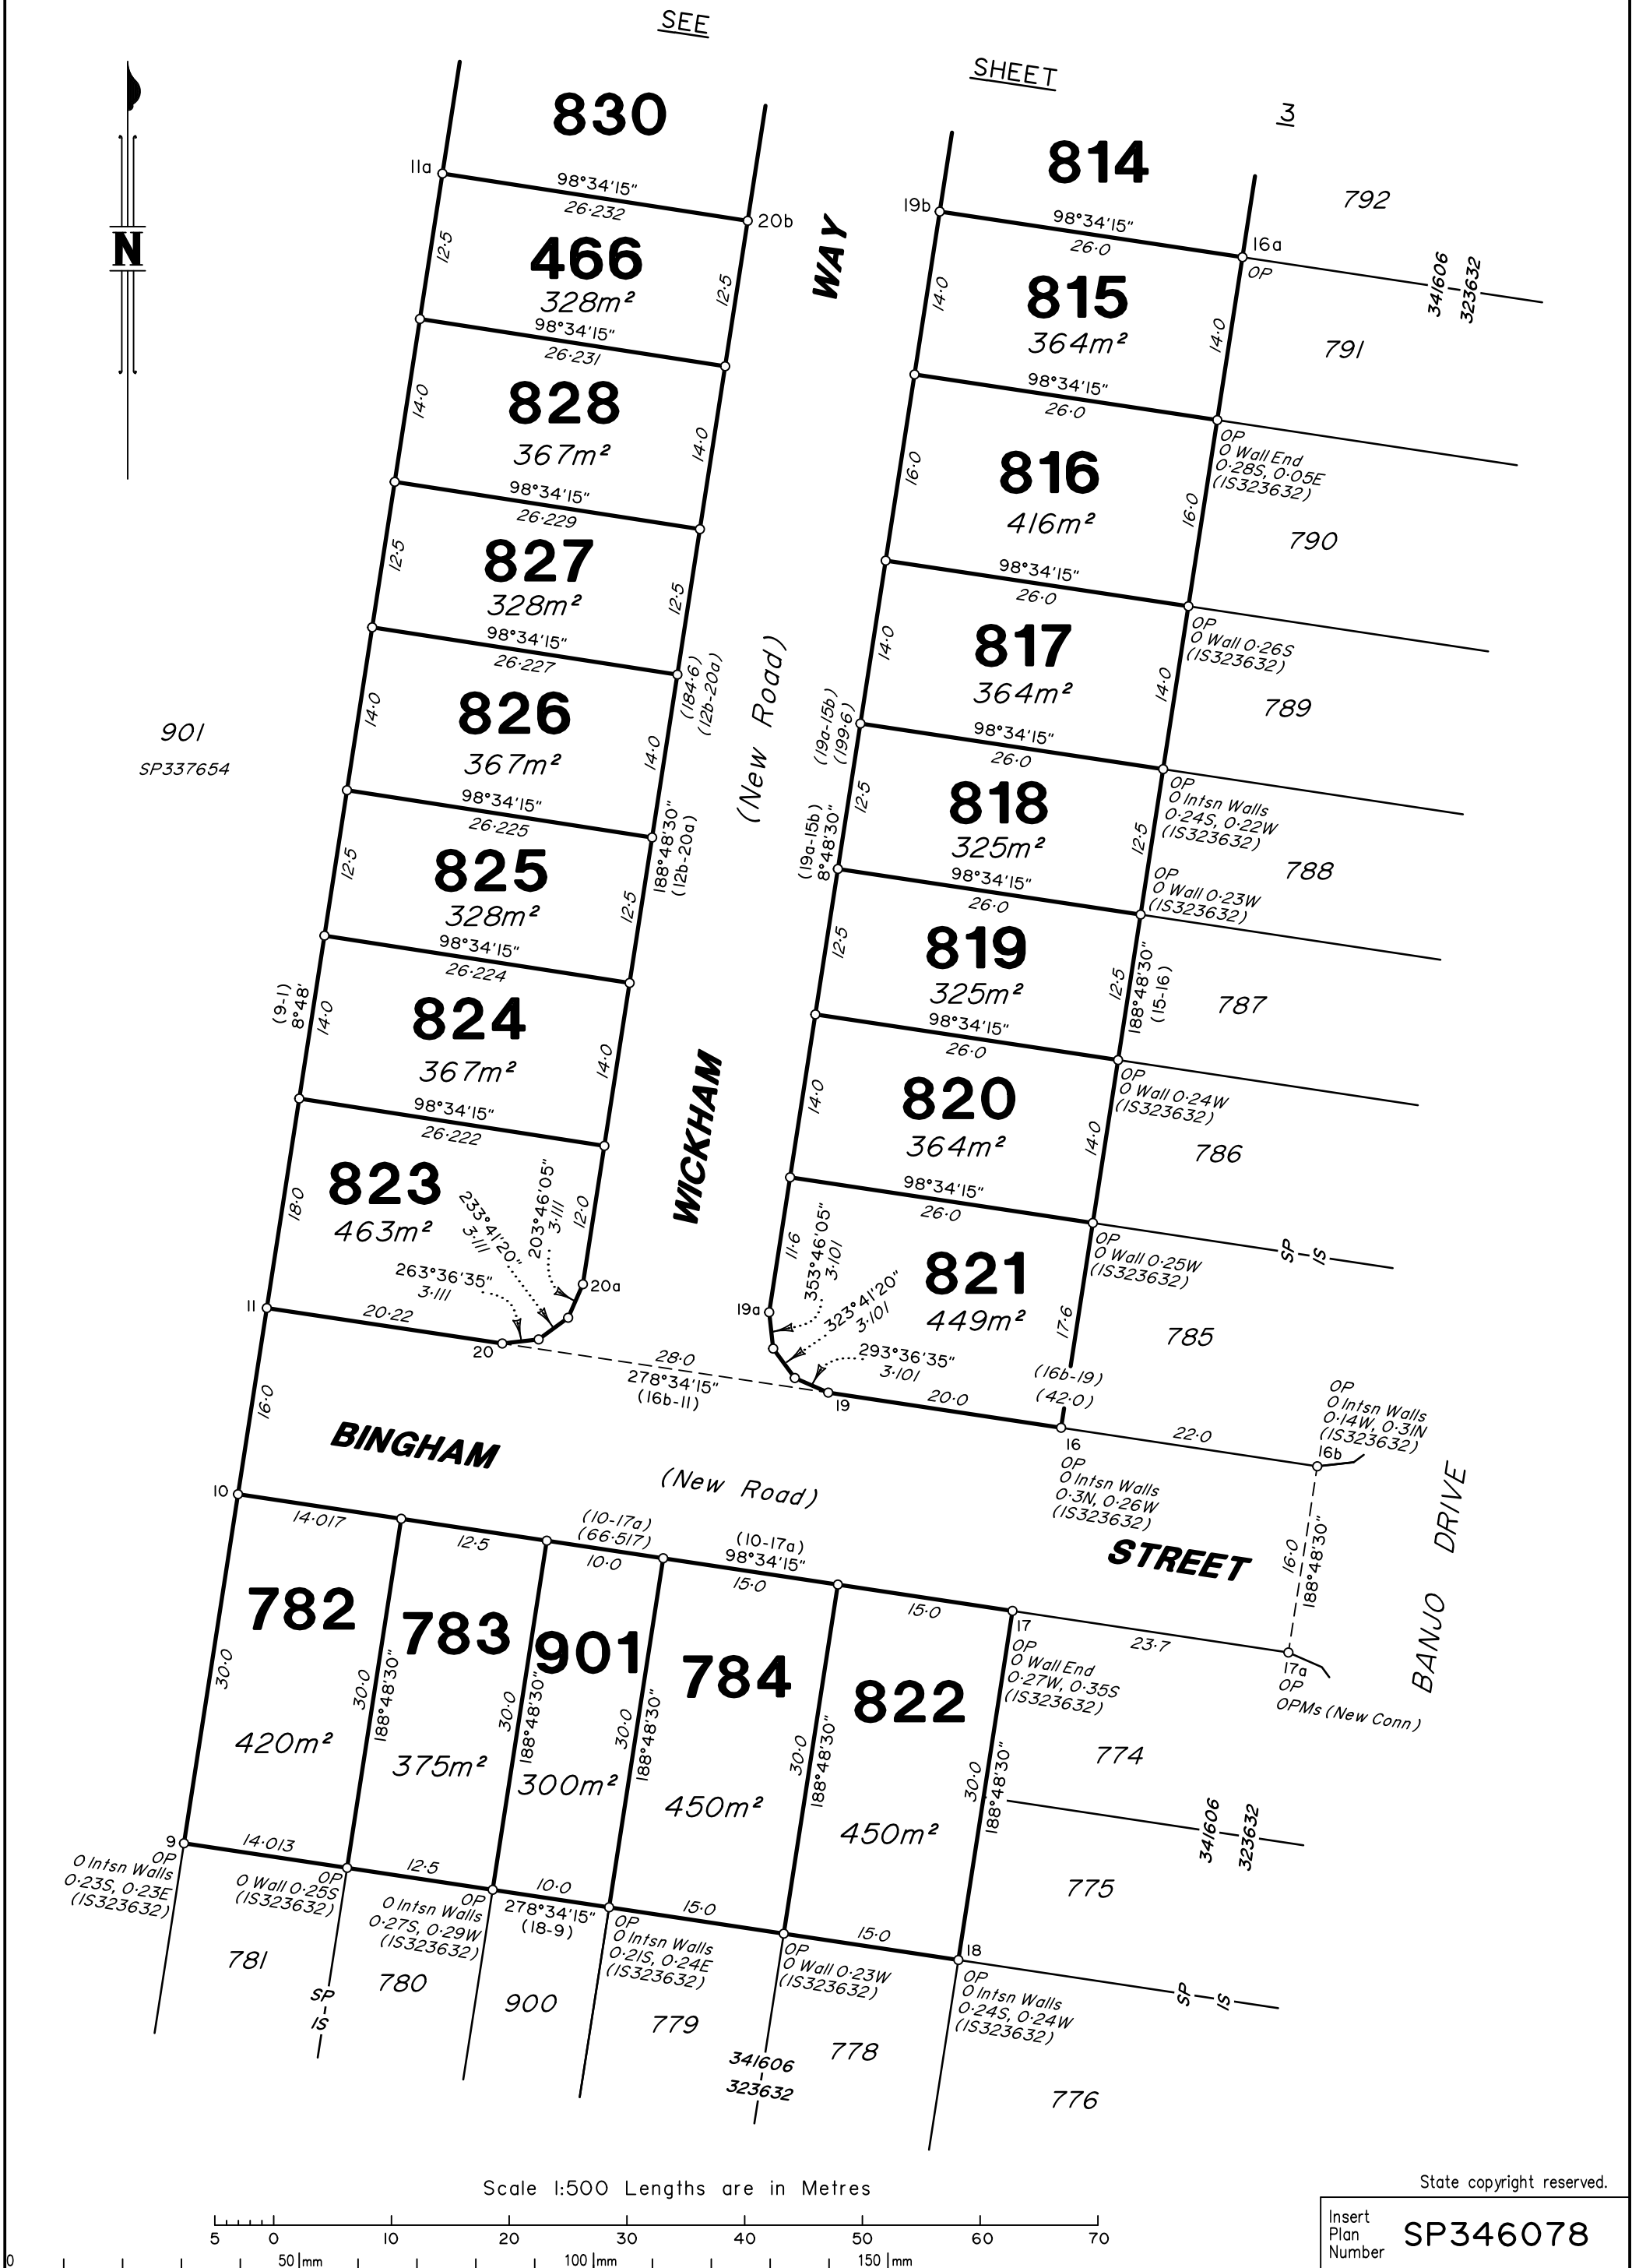 SEE
SHEET
3
N
830
814
792
11a
98°34'15"
26·232
20b
19b
98°34'15"
26·0
16a
OP
341606
323632
WAY
12·5
466
328m²
12·5
14·0
815
364m²
14·0
791
98°34'15"
26·231
98°34'15"
26·0
14·0
828
367m²
14·0
OP
O Wall End
0·28S, 0·05E
(IS323632)
16·0
816
416m²
16·0
790
98°34'15"
26·229
12·5
827
328m²
12·5
98°34'15"
26·0
OP
O Wall 0·26S
(IS323632)
14·0
817
364m²
14·0
789
98°34'15"
26·227
(184·6)
(12b-20a)
(New Road)
901
SP337654
14·0
826
367m²
14·0
(19a-15b)
(199·6)
98°34'15"
26·0
OP
O Intsn Walls
0·24S, 0·22W
(IS323632)
12·5
818
325m²
12·5
788
98°34'15"
26·225
188°48'30"
(12b-20a)
(19a-15b)
8°48'30"
12·5
825
328m²
12·5
98°34'15"
26·0
OP
O Wall 0·23W
(IS323632)
12·5
819
325m²
12·5
188°48'30"
(15-16)
787
98°34'15"
26·224
(9-1)
8°48'
14·0
824
367m²
14·0
98°34'15"
26·0
OP
O Wall 0·24W
(IS323632)
14·0
820
364m²
14·0
786
WICKHAM
98°34'15"
26·222
98°34'15"
26·0
OP
O Wall 0·25W
(IS323632)
SP
IS
18·0
823
463m²
233°41'20"
3·111
203°46'05"
3·111
12·0
263°36'35"
3·111
20a
11·6
353°46'05"
3·101
323°41'20"
3·101
293°36'35"
3·101
821
449m²
17·6
785
19a
11
20·22
20
28·0
278°34'15"
(16b-11)
19
20·0
(16b-19)
(42·0)
16
22·0
16b
OP
O Intsn Walls
0·14W, 0·31N
(IS323632)
OP
O Intsn Walls
0·3N, 0·26W
(IS323632)
16·0
BINGHAM
(New Road)
STREET
16·0
188°48'30"
BANJO DRIVE
10
14·017
12·5
(10-17a)
(66·517)
10·0
(10-17a)
98°34'15"
15·0
15·0
17
23·7
17a
OP
OPMs (New Conn)
OP
O Wall End
0·27W, 0·35S
(IS323632)
30·0
782
420m²
30·0
188°48'30"
783
375m²
30·0
188°48'30"
901
300m²
30·0
188°48'30"
784
450m²
30·0
188°48'30"
822
450m²
30·0
188°48'30"
774
341606
323632
775
9
14·013
12·5
10·0
278°34'15"
(18-9)
15·0
15·0
18
SP
IS
OP
O Intsn Walls
0·23S, 0·23E
(IS323632)
OP
O Wall 0·25S
(IS323632)
OP
O Intsn Walls
0·27S, 0·29W
(IS323632)
OP
O Intsn Walls
0·21S, 0·24E
(IS323632)
OP
O Wall 0·23W
(IS323632)
OP
O Intsn Walls
0·24S, 0·24W
(IS323632)
781
SP
IS
780
900
779
341606
323632
778
776
Scale 1:500 Lengths are in Metres
5 0 10 20 30 40 50 60 70
0 50 mm 100 mm 150 mm
State copyright reserved.
Insert
Plan
Number
SP346078